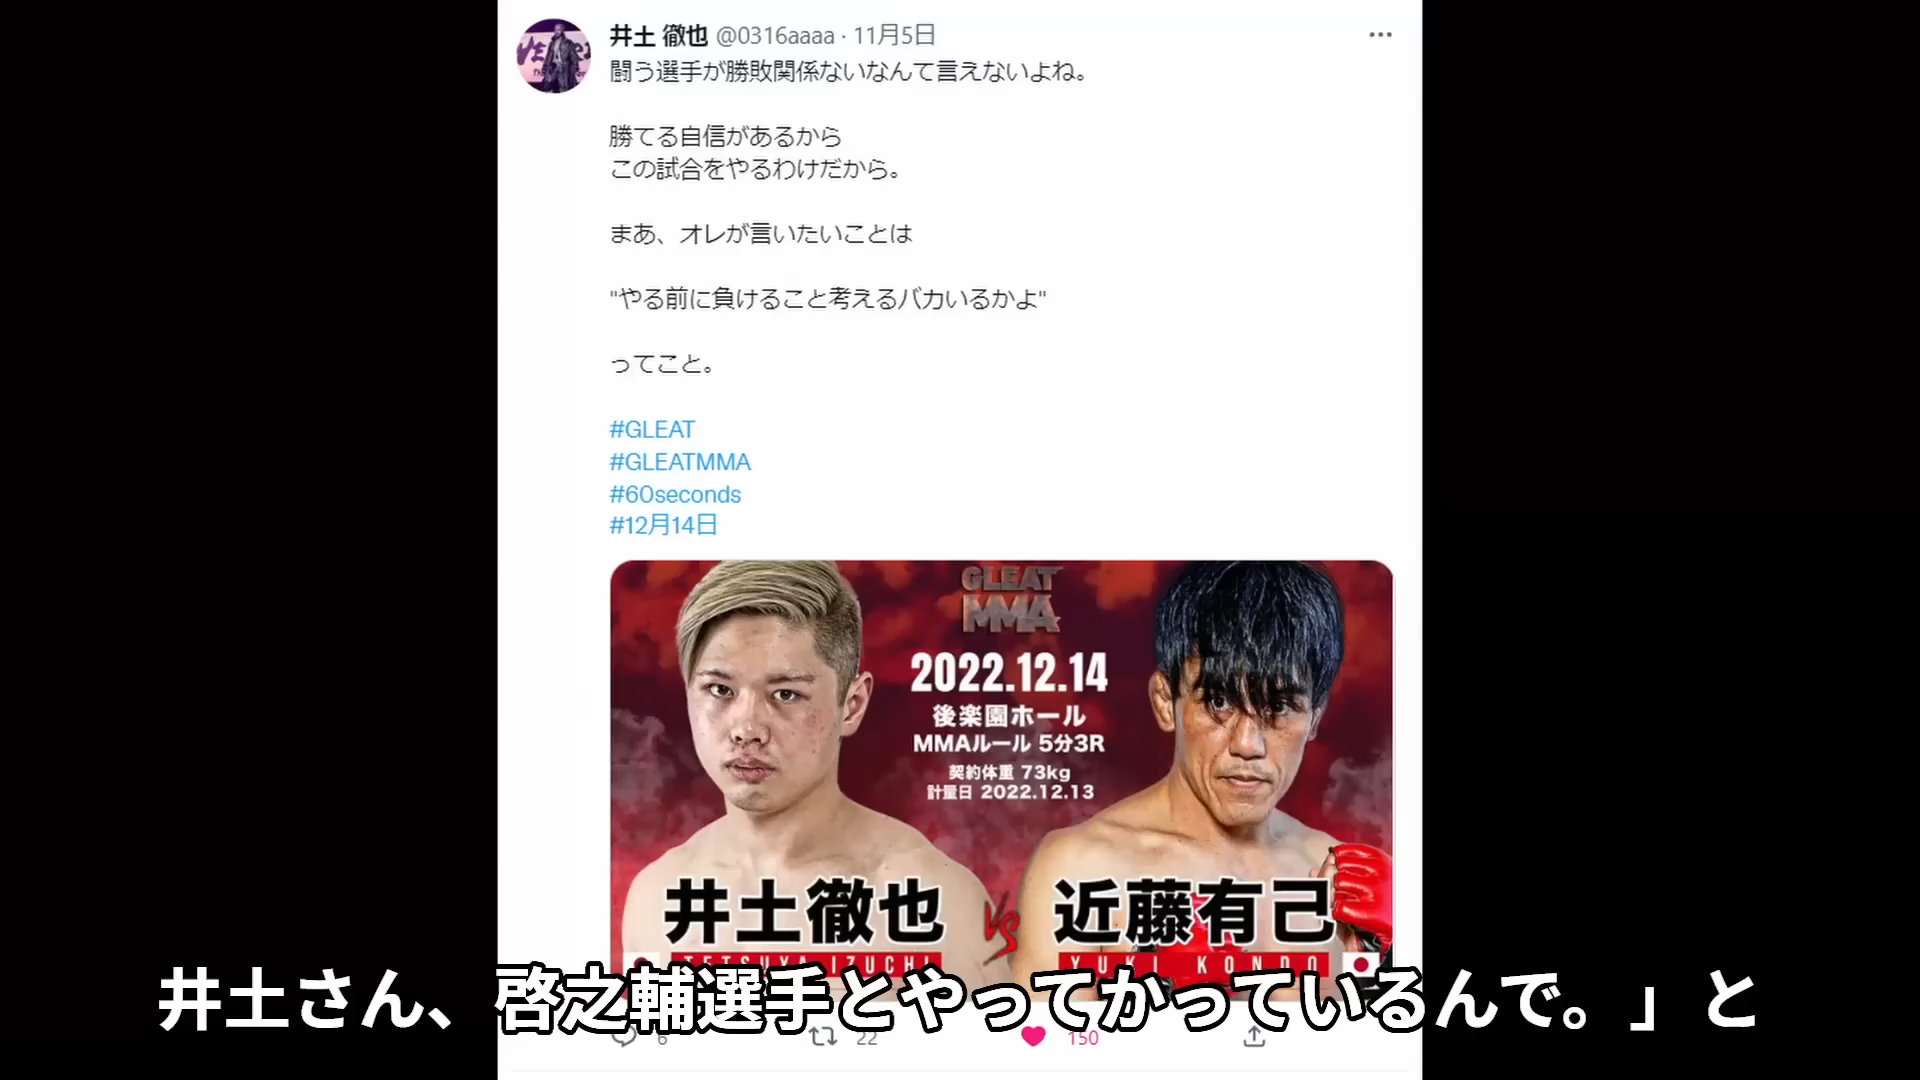 井土 徹也 @0316aaaa · 11月5日
闘う選手が勝敗関係ないなんて言えないよね。
勝てる自信があるから
この試合をやるわけだから。
まあ、オレが言いたいことは
"やる前に負けること考えるバカいるかよ"
ってこと。
#GLEAT
#GLEATMMA
#60seconds
#12月14日
GLEAT
MMA
2022.12.14
後楽園ホール
MMAルール 5分3R
契約体重 73kg
計量日 2022.12.13
井土徹也 VS 近藤有己
TETSUYA IZUCHI YUKI KONDO
井土さん、啓之輔選手とやってかっているんで。」と
6 22 150